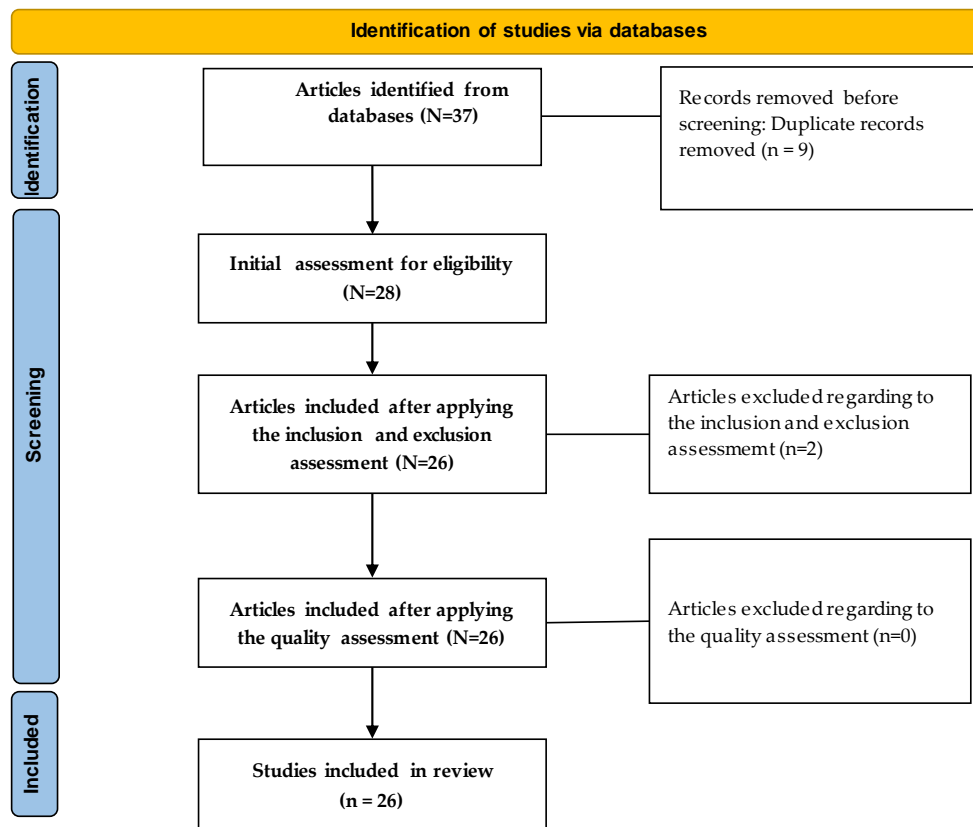 Identification of studies via databases
Identification
Articles identified from
databases (N=37)
Records removed before
screening: Duplicate records
removed (n = 9)
Screening
Initial assessment for eligibility
(N=28)
Articles included after applying
the inclusion and exclusion
assessment (N=26)
Articles excluded regarding to
the inclusion and exclusion
assessmemt (n=2)
Articles included after applying
the quality assessment (N=26)
Articles excluded regarding to
the quality assessment (n=0)
Included
Studies included in review
(n = 26)